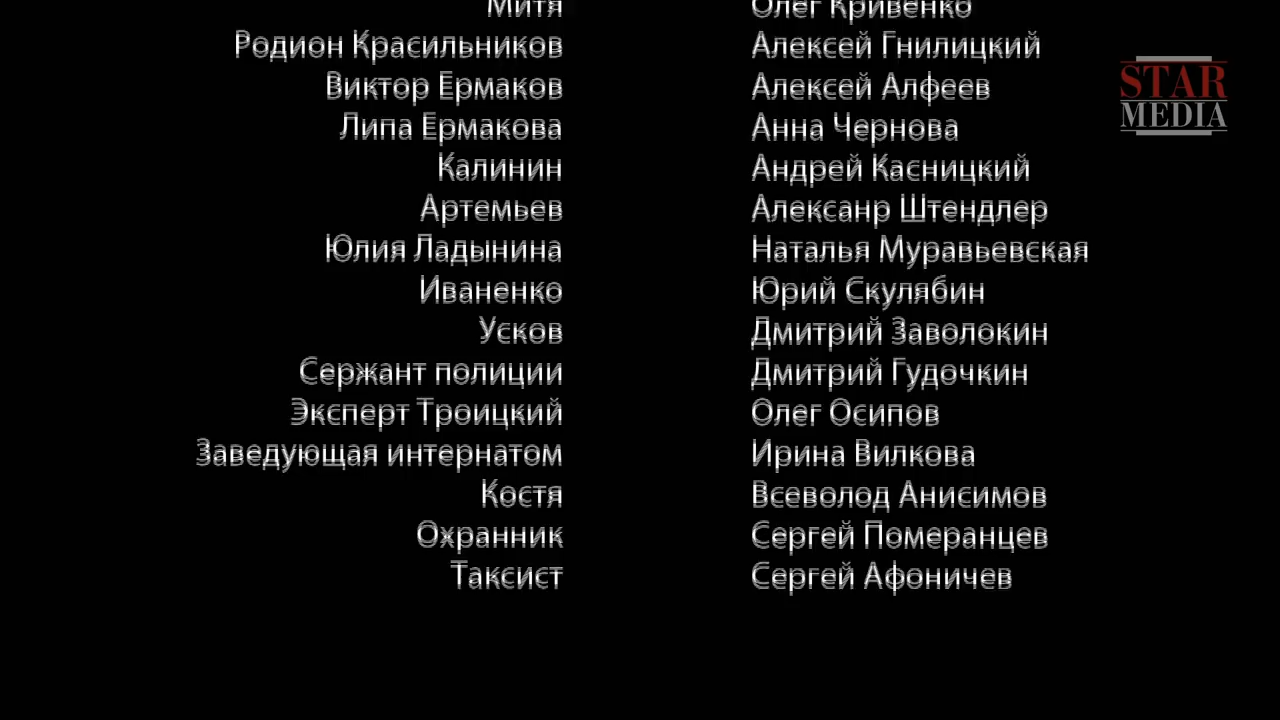 Митя Олег Кривенко
Родион Красильников Алексей Гнилицкий
Виктор Ермаков Алексей Алфеев
Липа Ермакова Анна Чернова
Калинин Андрей Касницкий
Артемьев Алексанр Штендлер
Юлия Ладынина Наталья Муравьевская
Иваненко Юрий Скулябин
Усков Дмитрий Заволокин
Сержант полиции Дмитрий Гудочкин
Эксперт Троицкий Олег Осипов
Заведующая интернатом Ирина Вилкова
Костя Всеволод Анисимов
Охранник Сергей Померанцев
Таксист Сергей Афоничев
STAR
MEDIA